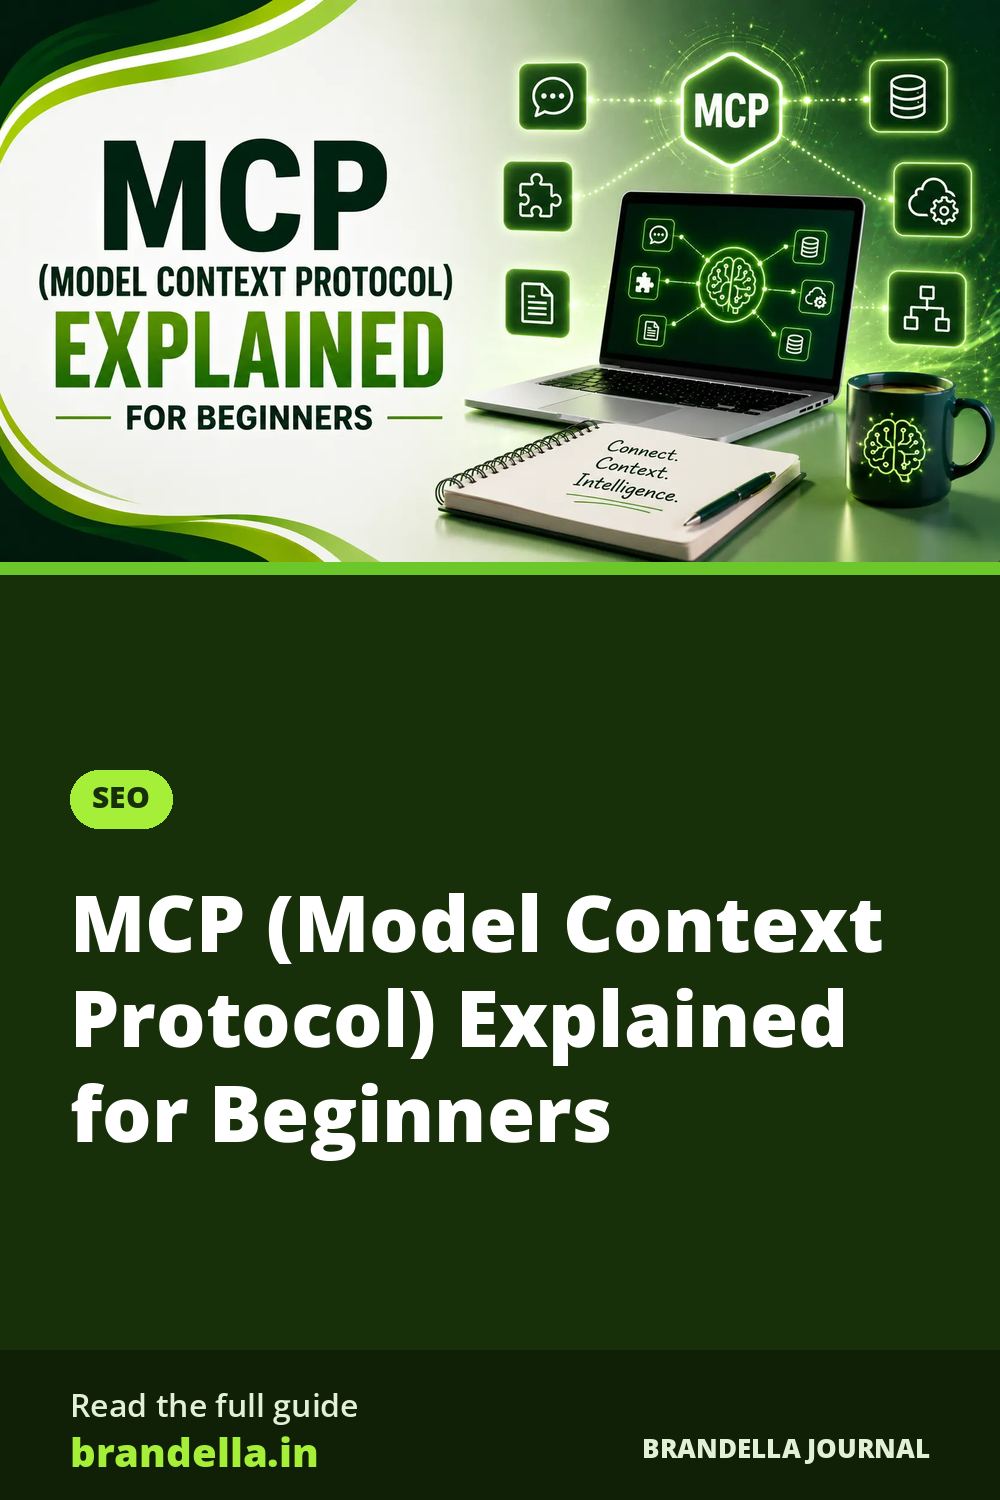 MCP
(MODEL CONTEXT PROTOCOL)
EXPLAINED
FOR BEGINNERS
MCP
Connect.
Context.
Intelligence.
SEO
MCP (Model Context
Protocol) Explained
for Beginners
Read the full guide
brandella.in
BRANDELLA JOURNAL